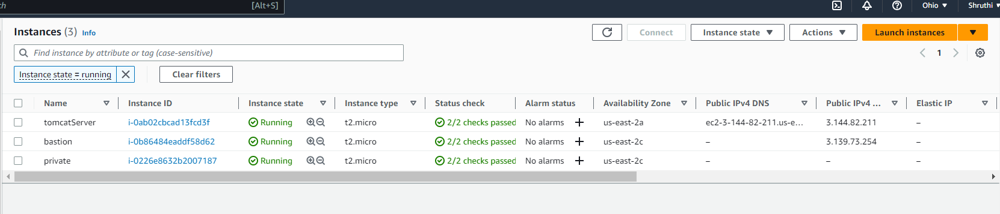 ch [Alt+S] Ohio ▼ Shruthi ▼
Instances (3) Info Connect Instance state ▼ Actions ▼ Launch instances ▼
Find instance by attribute or tag (case-sensitive) 1
Instance state = running Clear filters
Name Instance ID Instance state Instance type Status check Alarm status Availability Zone Public IPv4 DNS Public IPv4 ... Elastic IP
tomcatServer i-0ab02cbcad13fcd3f Running t2.micro 2/2 checks passed No alarms + us-east-2a ec2-3-144-82-211.us-e... 3.144.82.211 –
bastion i-0b86484eaddf58d62 Running t2.micro 2/2 checks passed No alarms + us-east-2c – 3.139.73.254 –
private i-0226e8632b2007187 Running t2.micro 2/2 checks passed No alarms + us-east-2c – – –